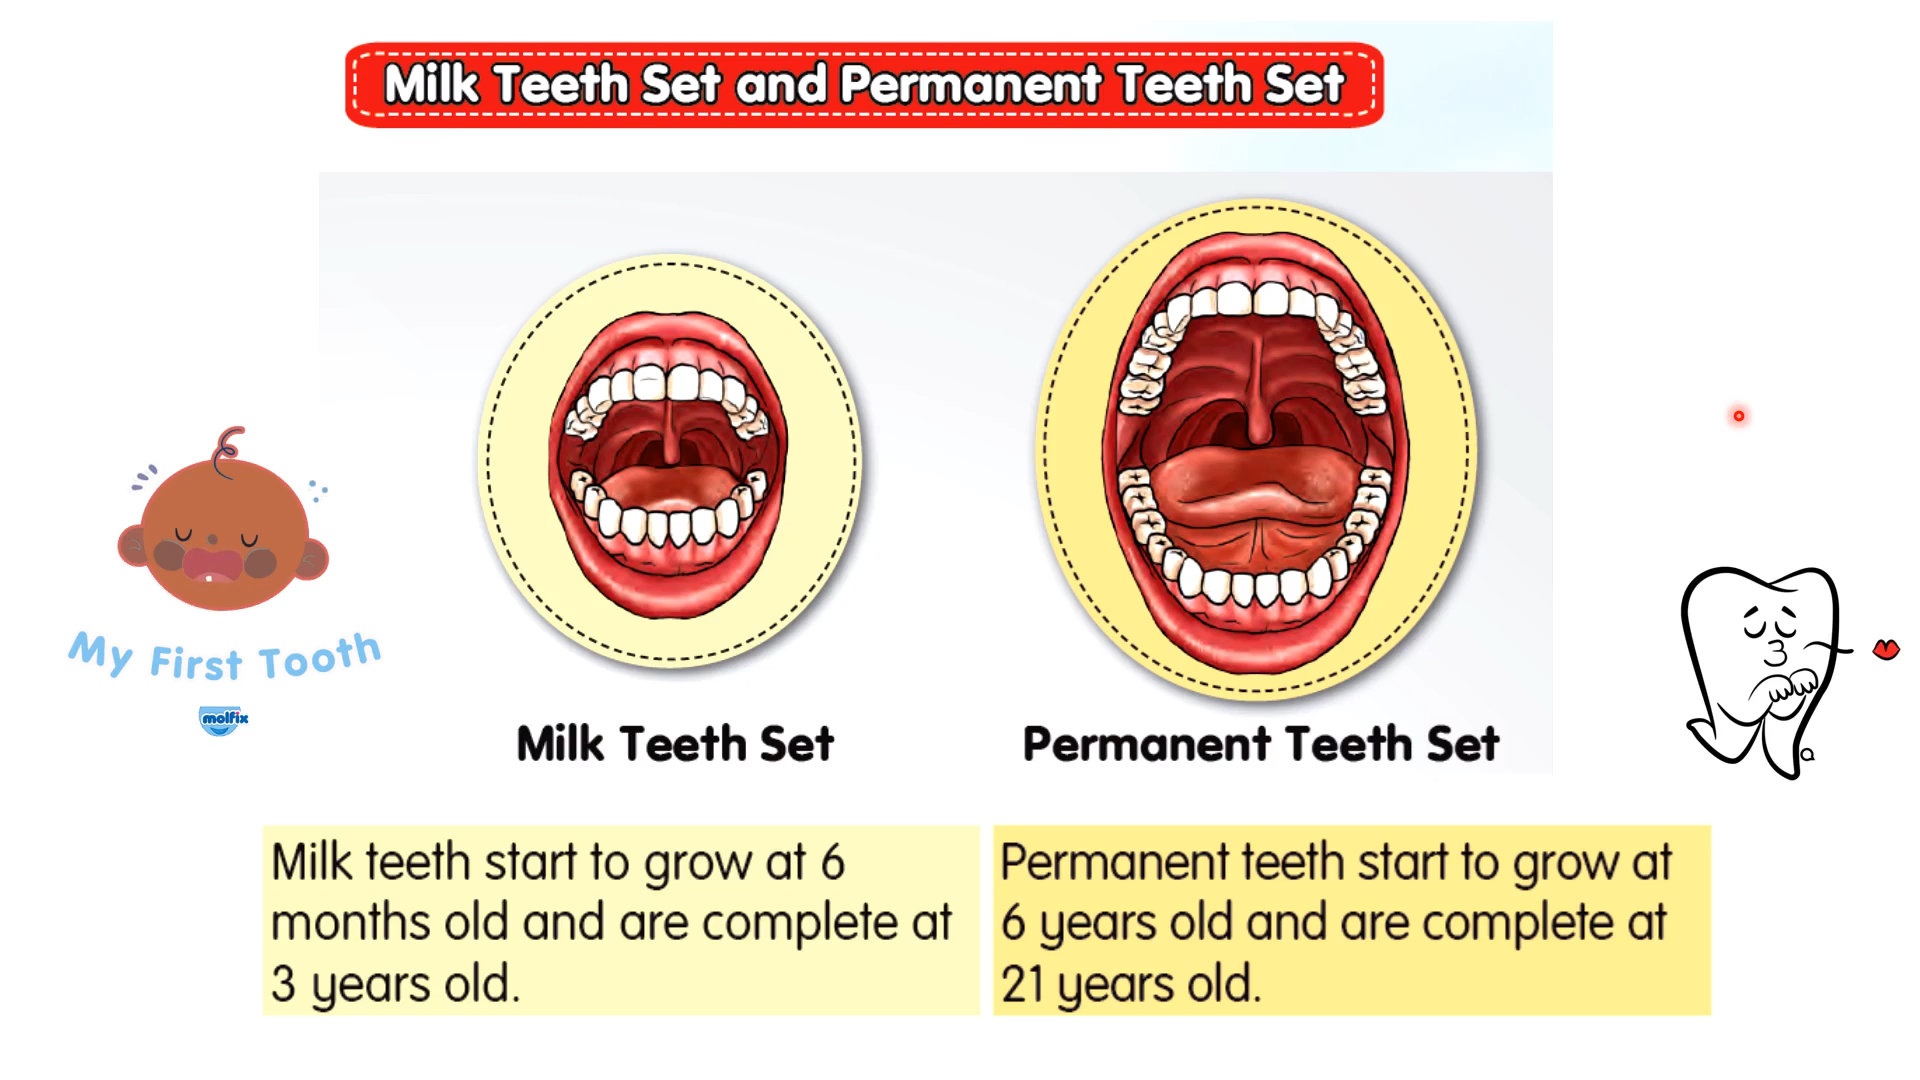 Milk Teeth Set and Permanent Teeth Set
My First Tooth
molfix
Milk Teeth Set
Permanent Teeth Set
Milk teeth start to grow at 6
months old and are complete at
3 years old.
Permanent teeth start to grow at
6 years old and are complete at
21 years old.